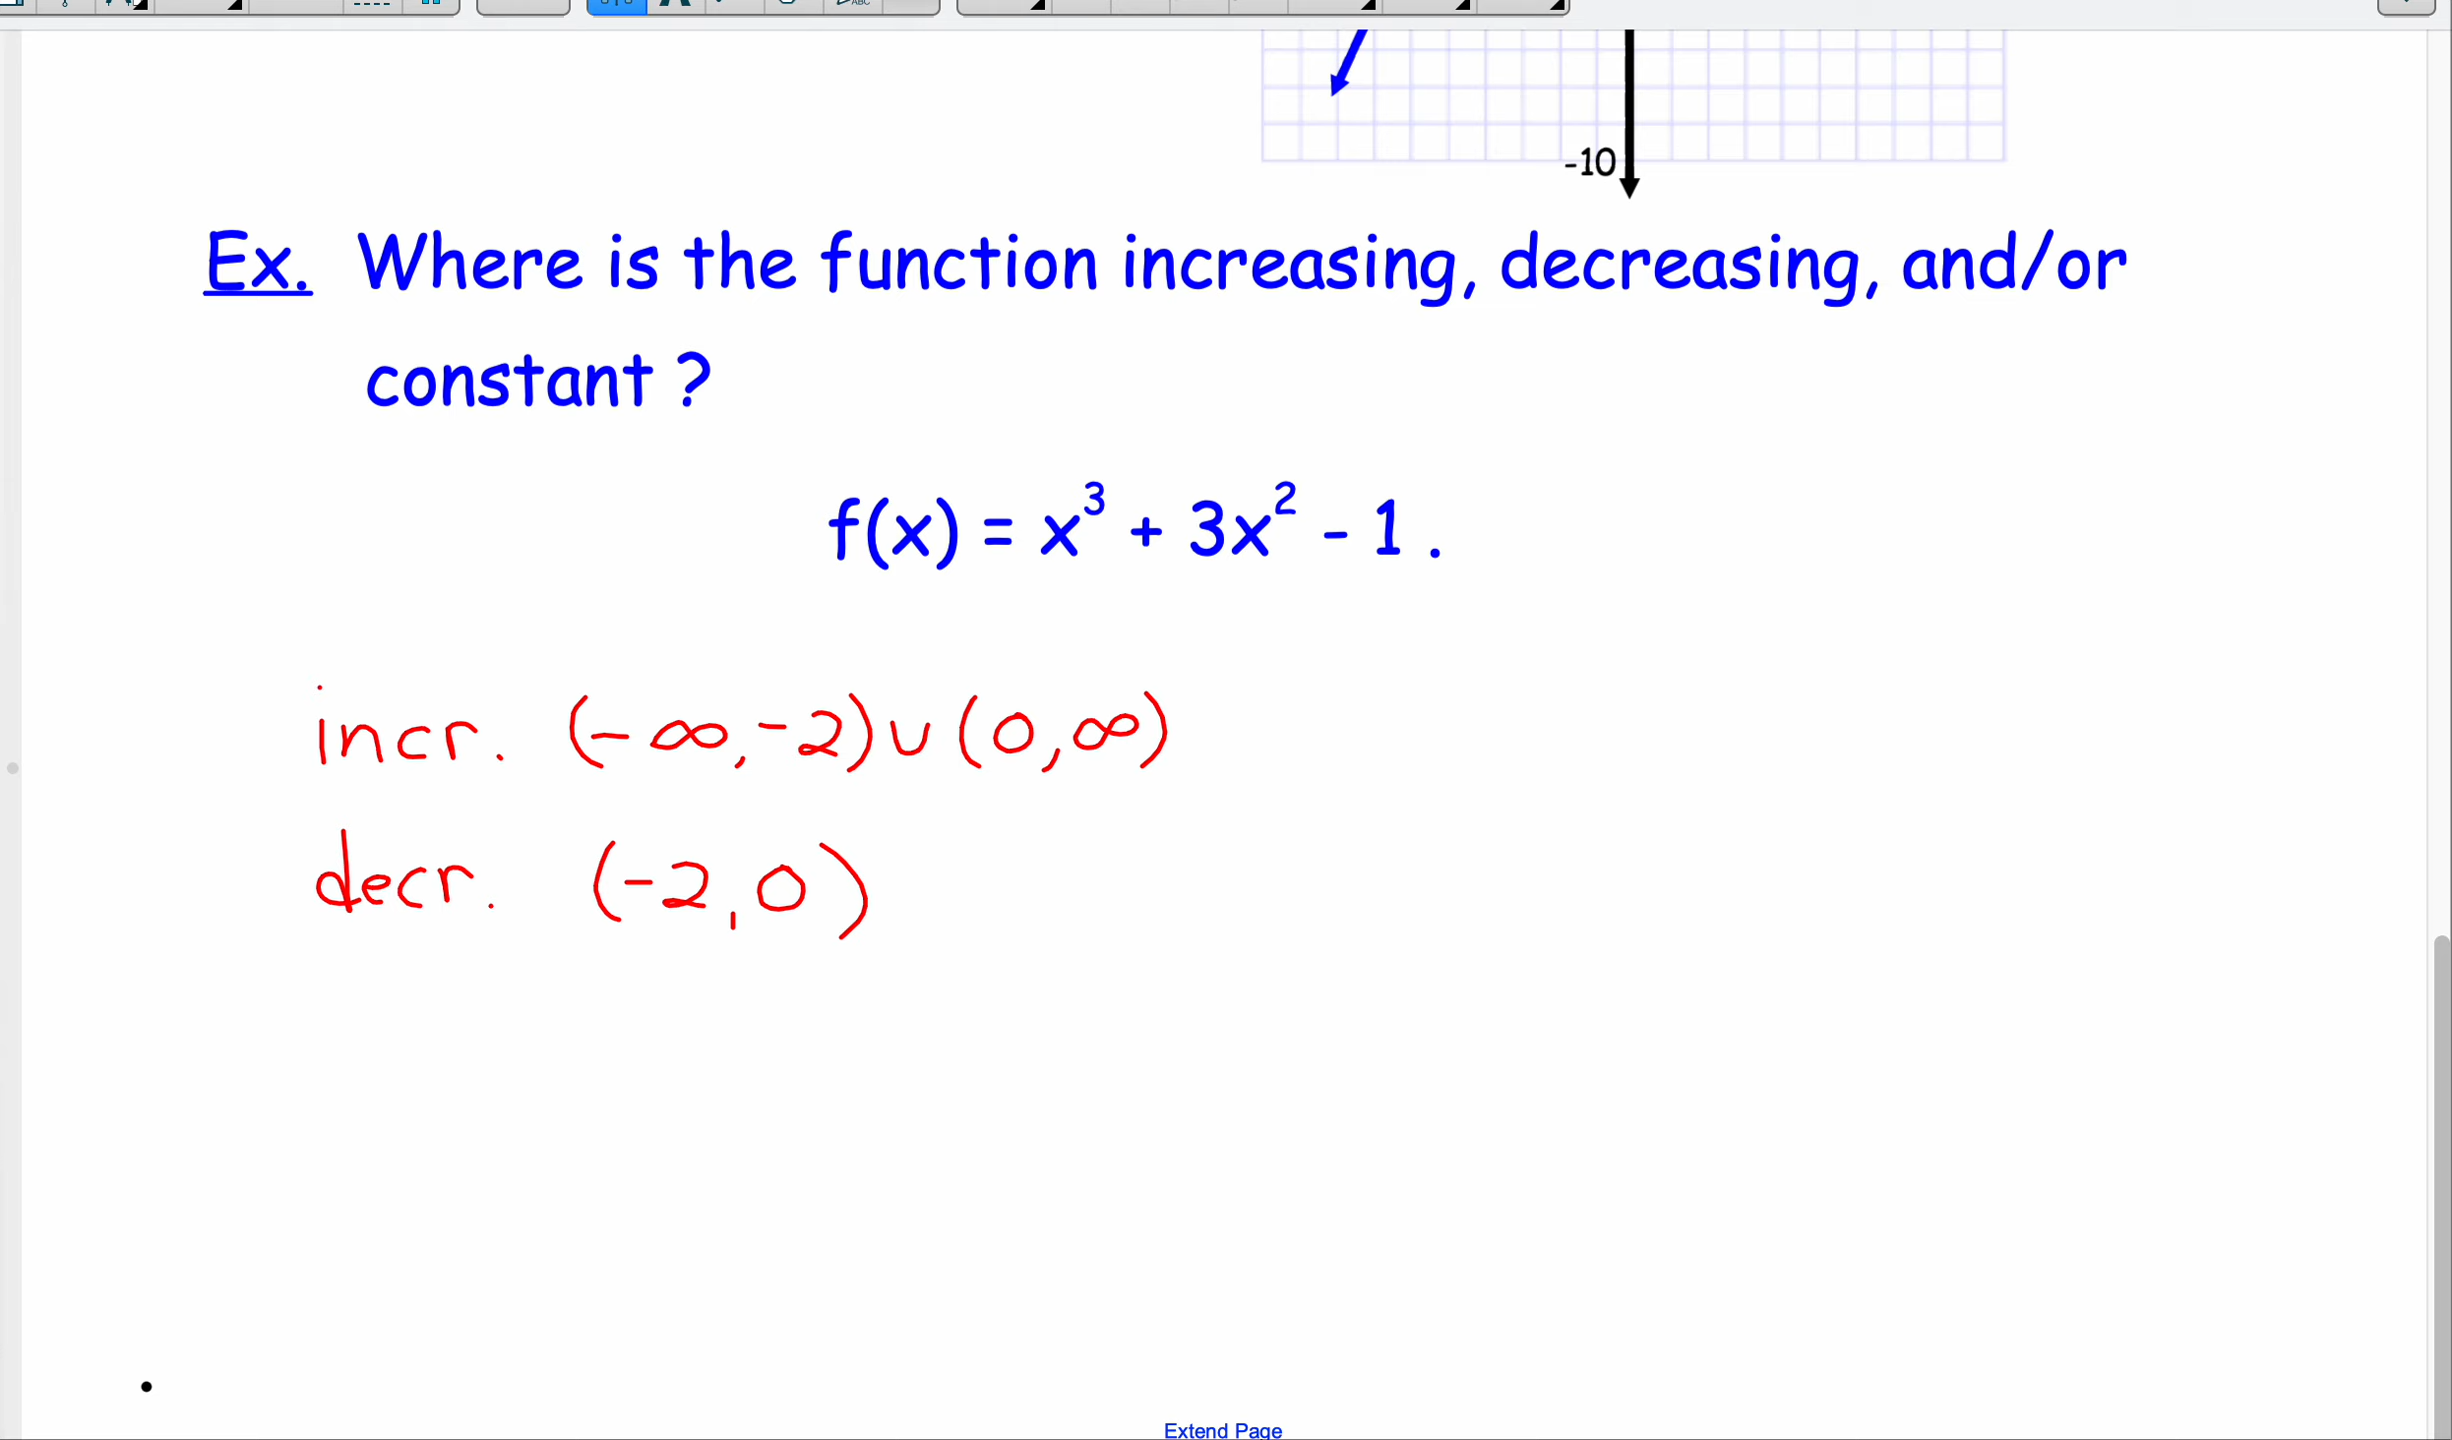 -10
Ex. Where is the function increasing, decreasing, and/or
constant ?
f(x) = x³ + 3x² - 1 .
incr. (-∞,-2)∪(0,∞)
decr. (-2,0)
Extend Page